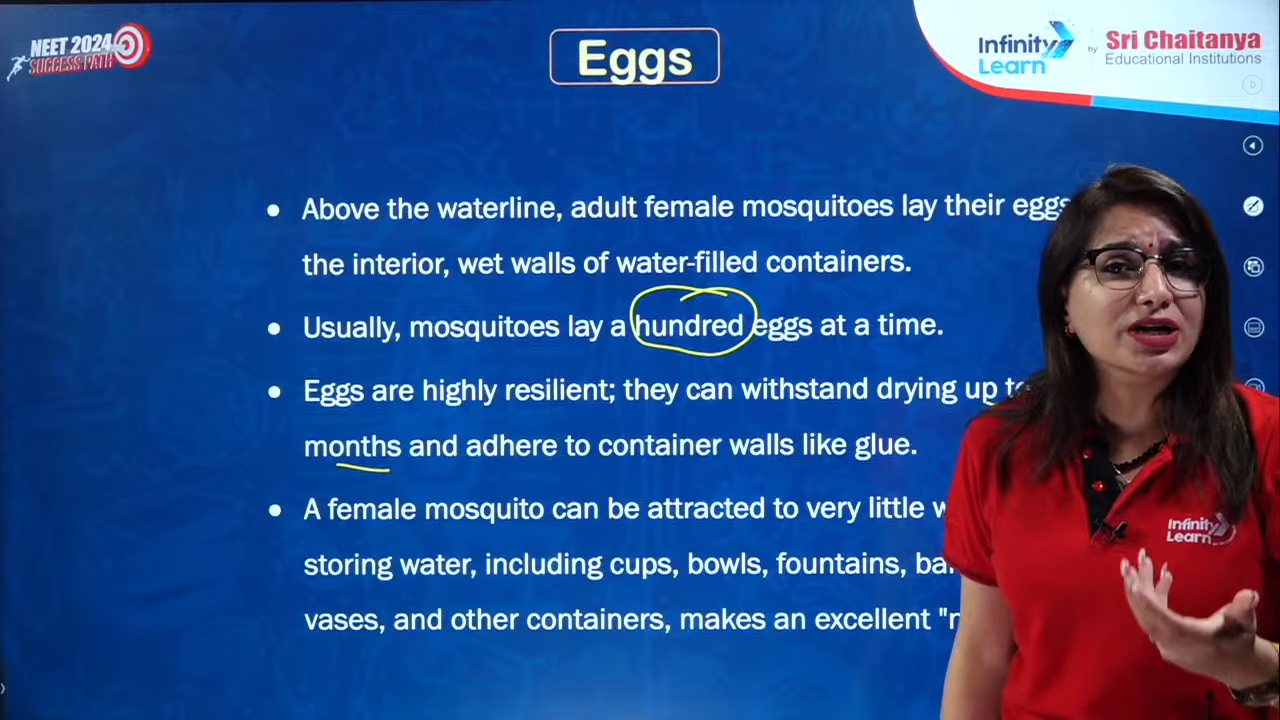 NEET 2024
SUCCESS PATH
Eggs
Infinity
Learn
by
Sri Chaitanya
Educational Institutions
Above the waterline, adult female mosquitoes lay their eggs
the interior, wet walls of water-filled containers.
Usually, mosquitoes lay a hundred eggs at a time.
Eggs are highly resilient; they can withstand drying up
months and adhere to container walls like glue.
A female mosquito can be attracted to very little
storing water, including cups, bowls, fountains,
vases, and other containers, makes an excellent
Infinity
Learn